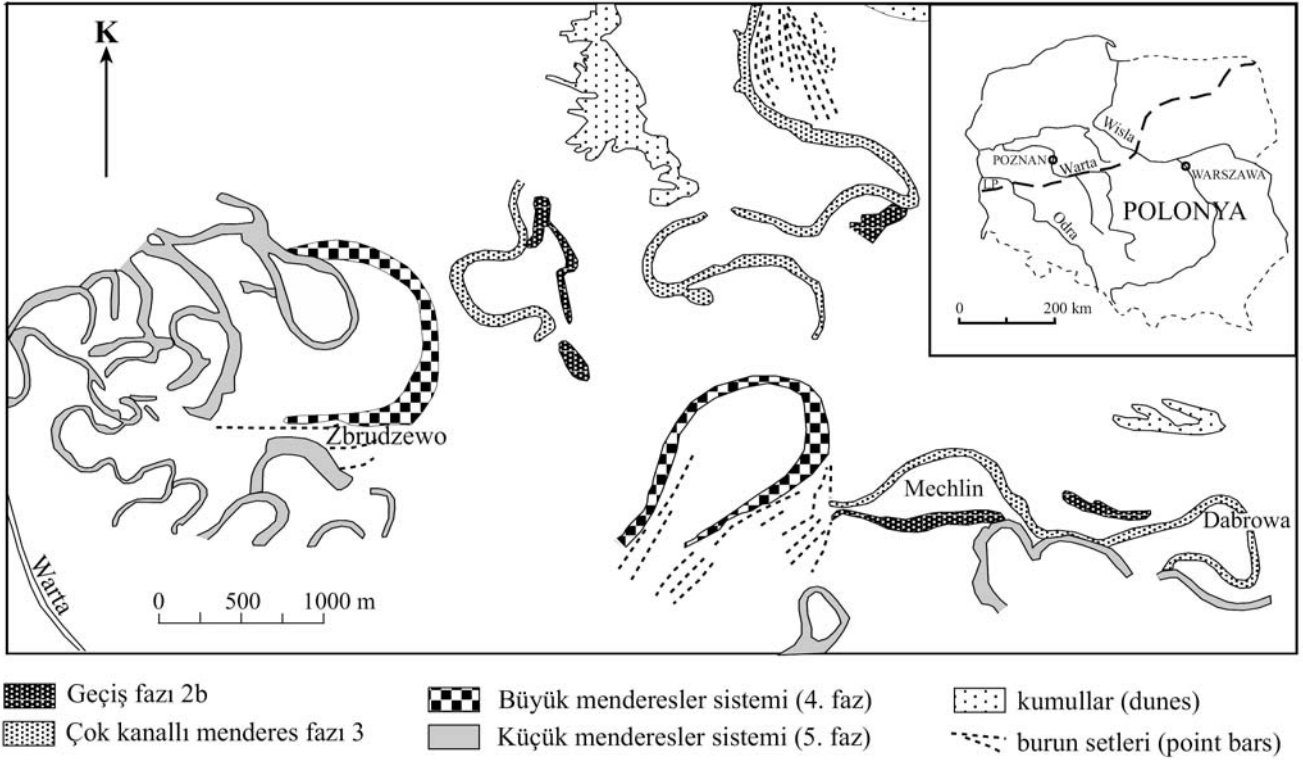 K
Wisla
POZNAN
Warta
WARSZAWA
LP
POLONYA
Odra
0 200 km
Zbrudzewo
Mechlin
Dabrowa
Warta
0 500 1000 m
Geçiş fazı 2b
Çok kanallı menderes fazı 3
Büyük menderesler sistemi (4. faz)
Küçük menderesler sistemi (5. faz)
kumullar (dunes)
burun setleri (point bars)